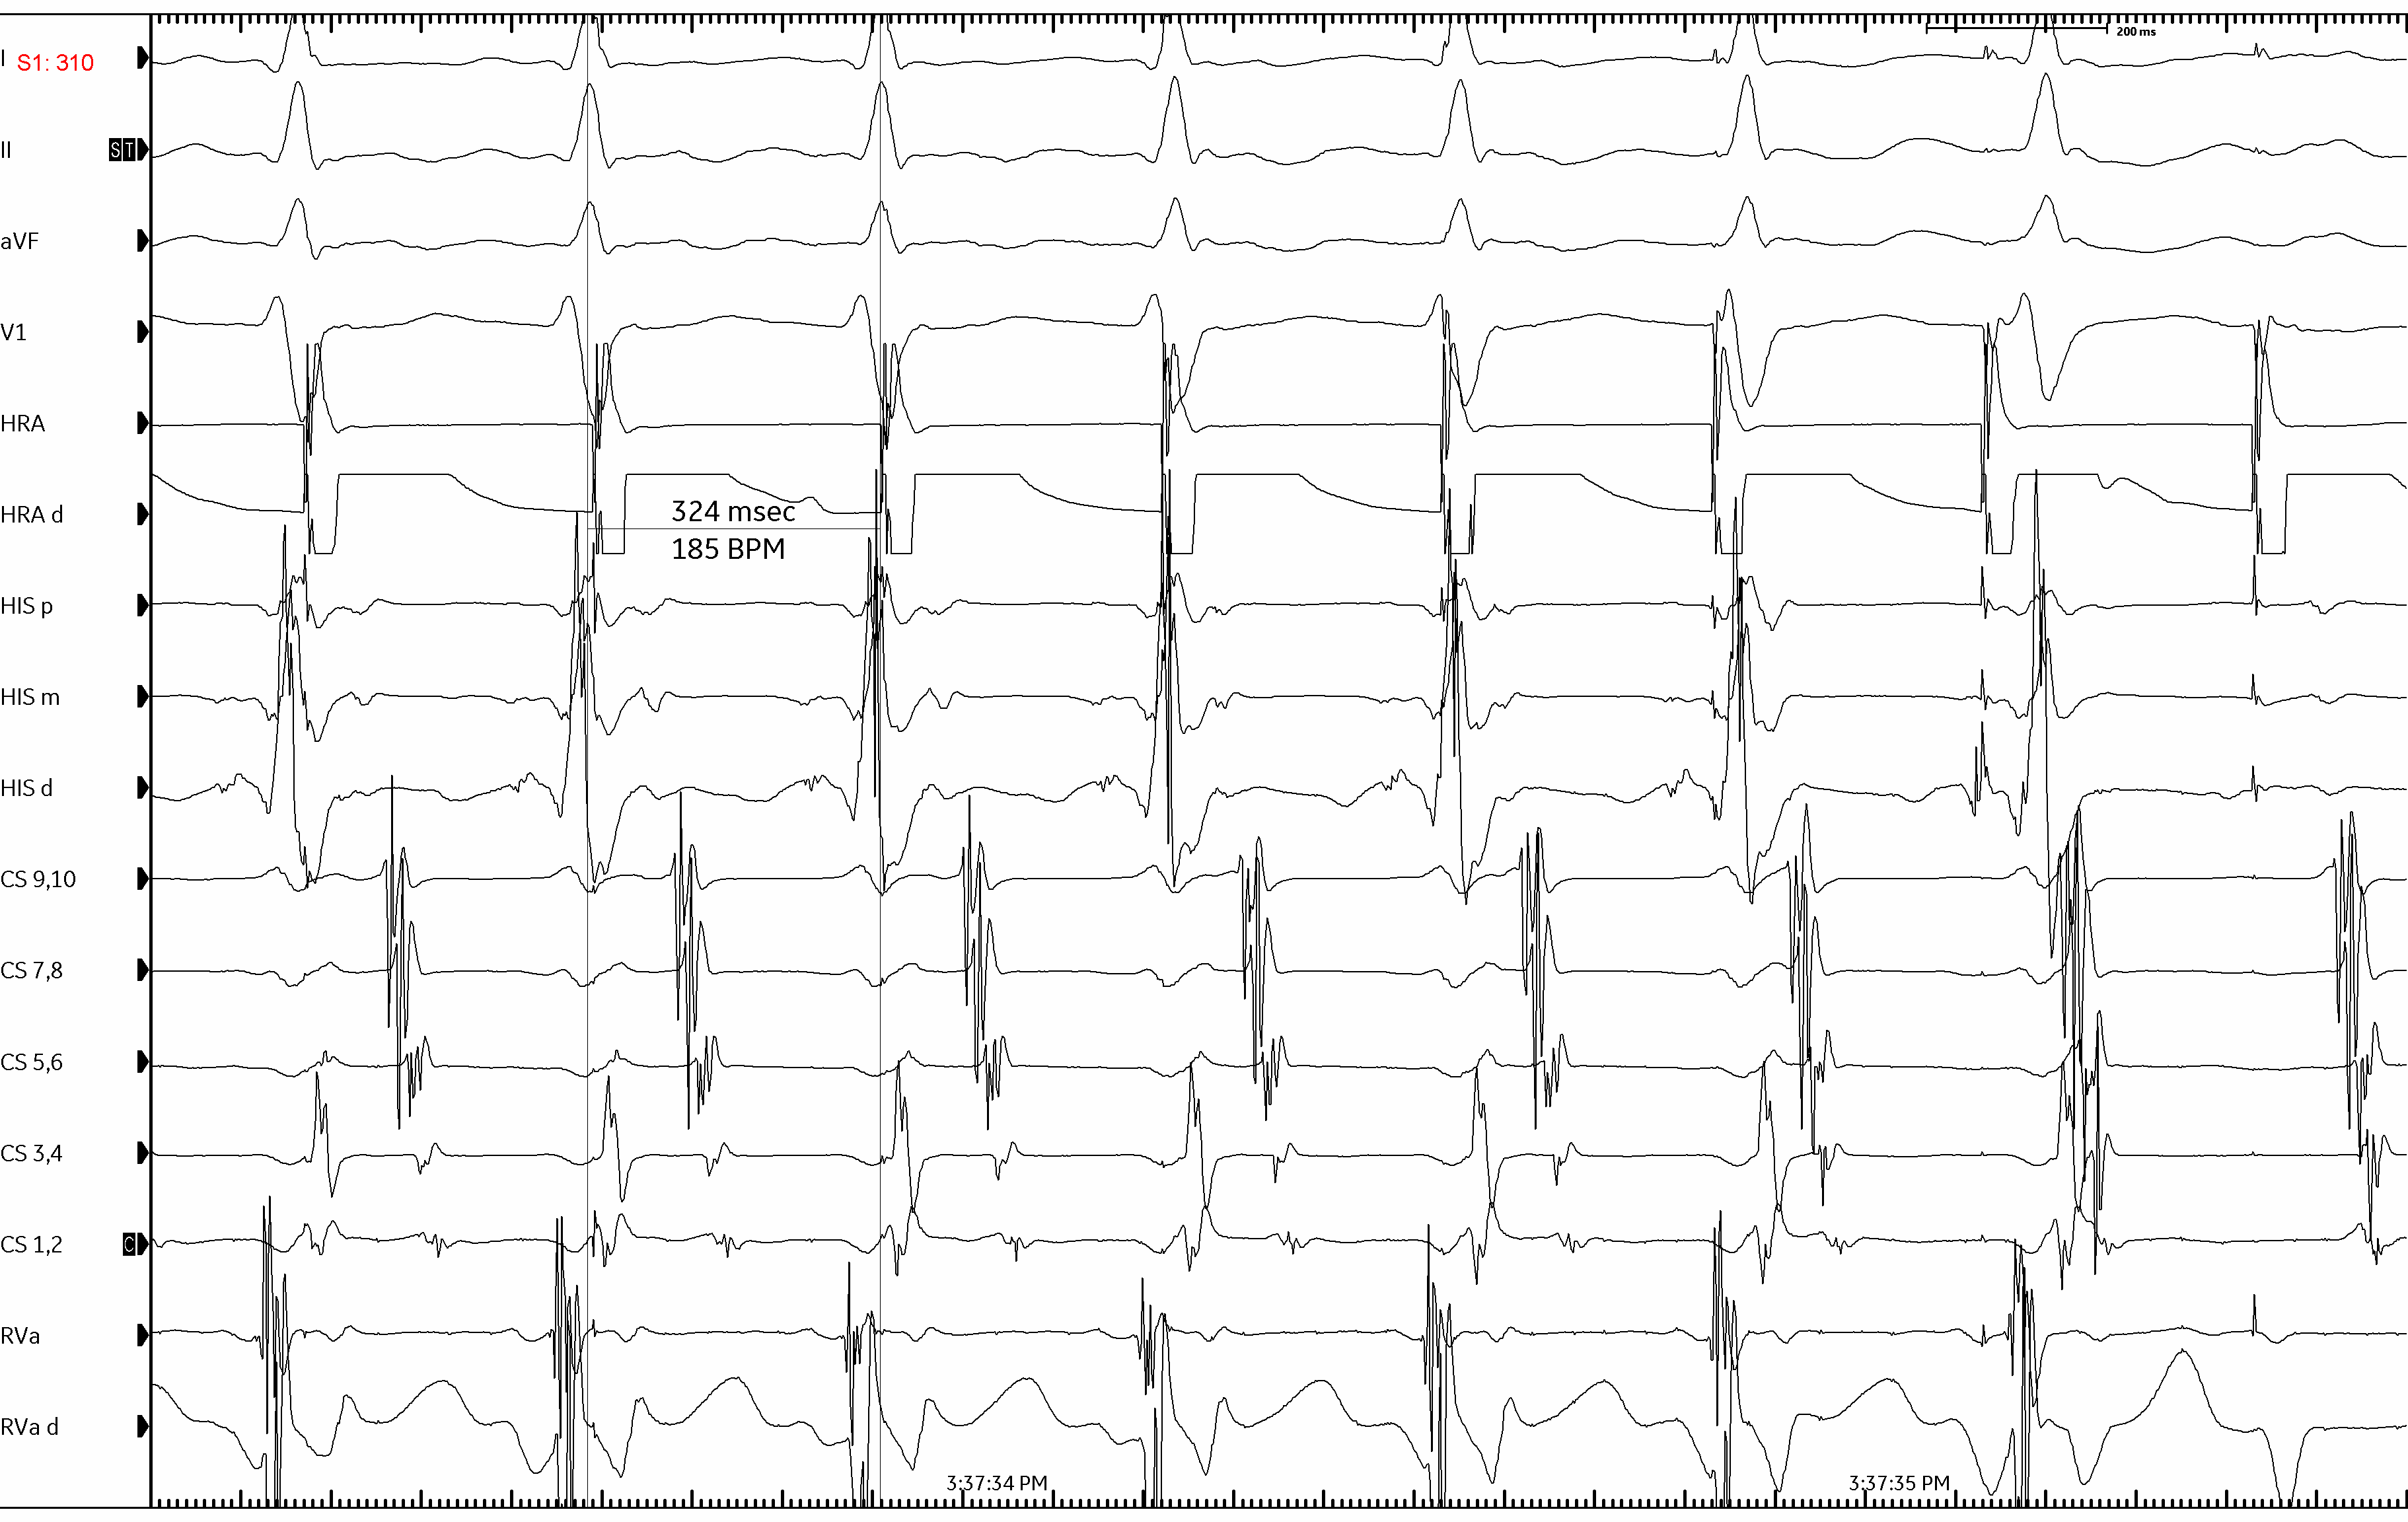 I S1: 310
200 ms
II ST
aVF
V1
HRA
HRA d
324 msec
185 BPM
HIS p
HIS m
HIS d
CS 9,10
CS 7,8
CS 5,6
CS 3,4
CS 1,2 C
RVa
RVa d
3:37:34 PM 3:37:35 PM